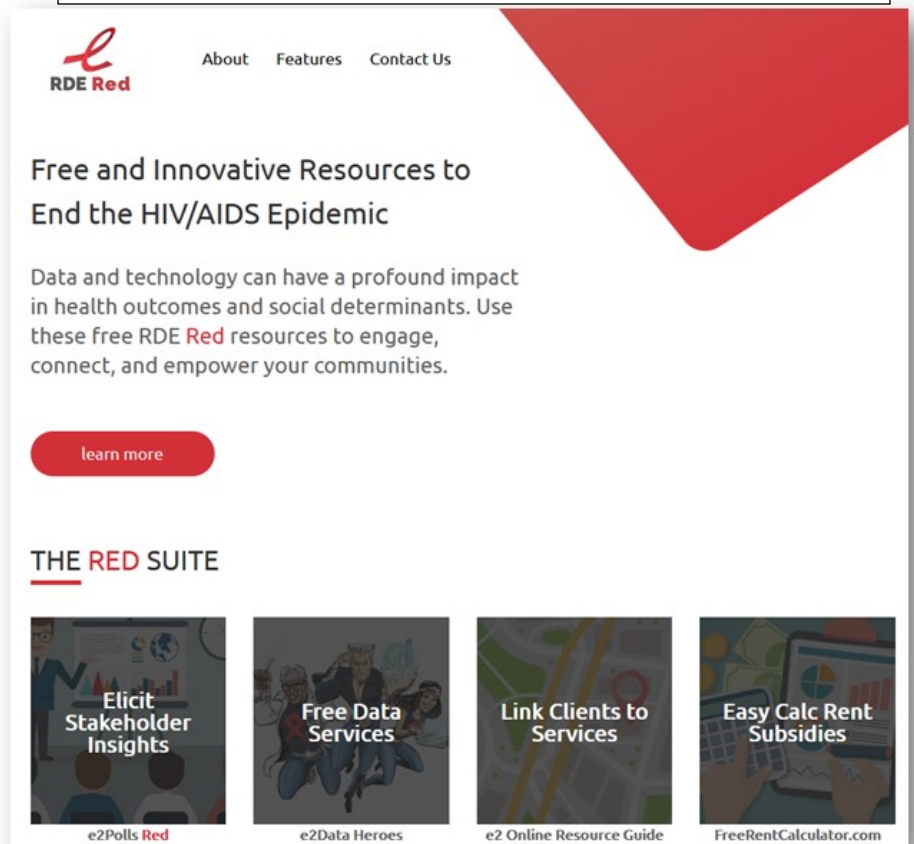 RDE Red
About Features Contact Us
Free and Innovative Resources to
End the HIV/AIDS Epidemic
Data and technology can have a profound impact
in health outcomes and social determinants. Use
these free RDE Red resources to engage,
connect, and empower your communities.
learn more
THE RED SUITE
Elicit
Stakeholder
Insights
e2Polls Red
Free Data
Services
e2Data Heroes
Link Clients to
Services
e2 Online Resource Guide
Easy Calc Rent
Subsidies
FreeRentCalculator.com